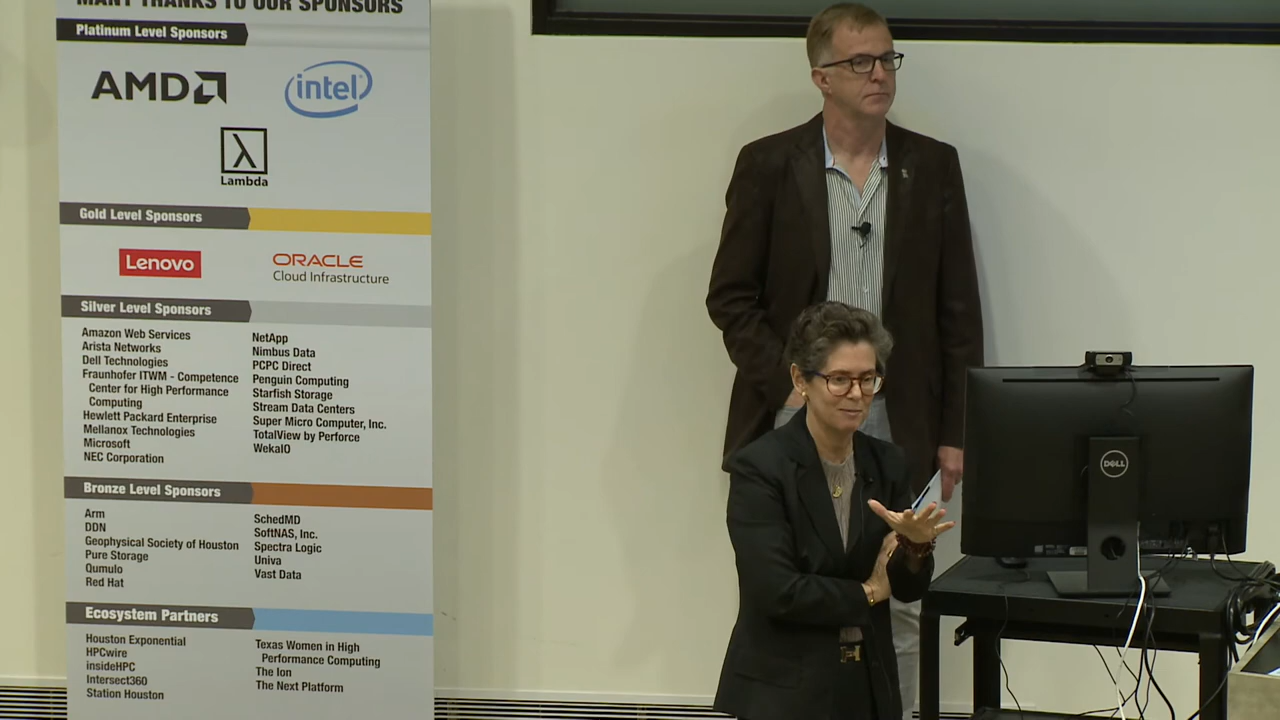 MANY THANKS TO OUR SPONSORS
Platinum Level Sponsors
AMD
intel
Lambda
Gold Level Sponsors
Lenovo
ORACLE
Cloud Infrastructure
Silver Level Sponsors
Amazon Web Services
Arista Networks
Dell Technologies
Fraunhofer ITWM - Competence
Center for High Performance
Computing
Hewlett Packard Enterprise
Mellanox Technologies
Microsoft
NEC Corporation
NetApp
Nimbus Data
PCPC Direct
Penguin Computing
Starfish Storage
Stream Data Centers
Super Micro Computer, Inc.
TotalView by Perforce
WekaIO
Bronze Level Sponsors
Arm
DDN
Geophysical Society of Houston
Pure Storage
Qumulo
Red Hat
SchedMD
SoftNAS, Inc.
Spectra Logic
Univa
Vast Data
Ecosystem Partners
Houston Exponential
HPCwire
insideHPC
Intersect360
Station Houston
Texas Women in High
Performance Computing
The Ion
The Next Platform
DELL